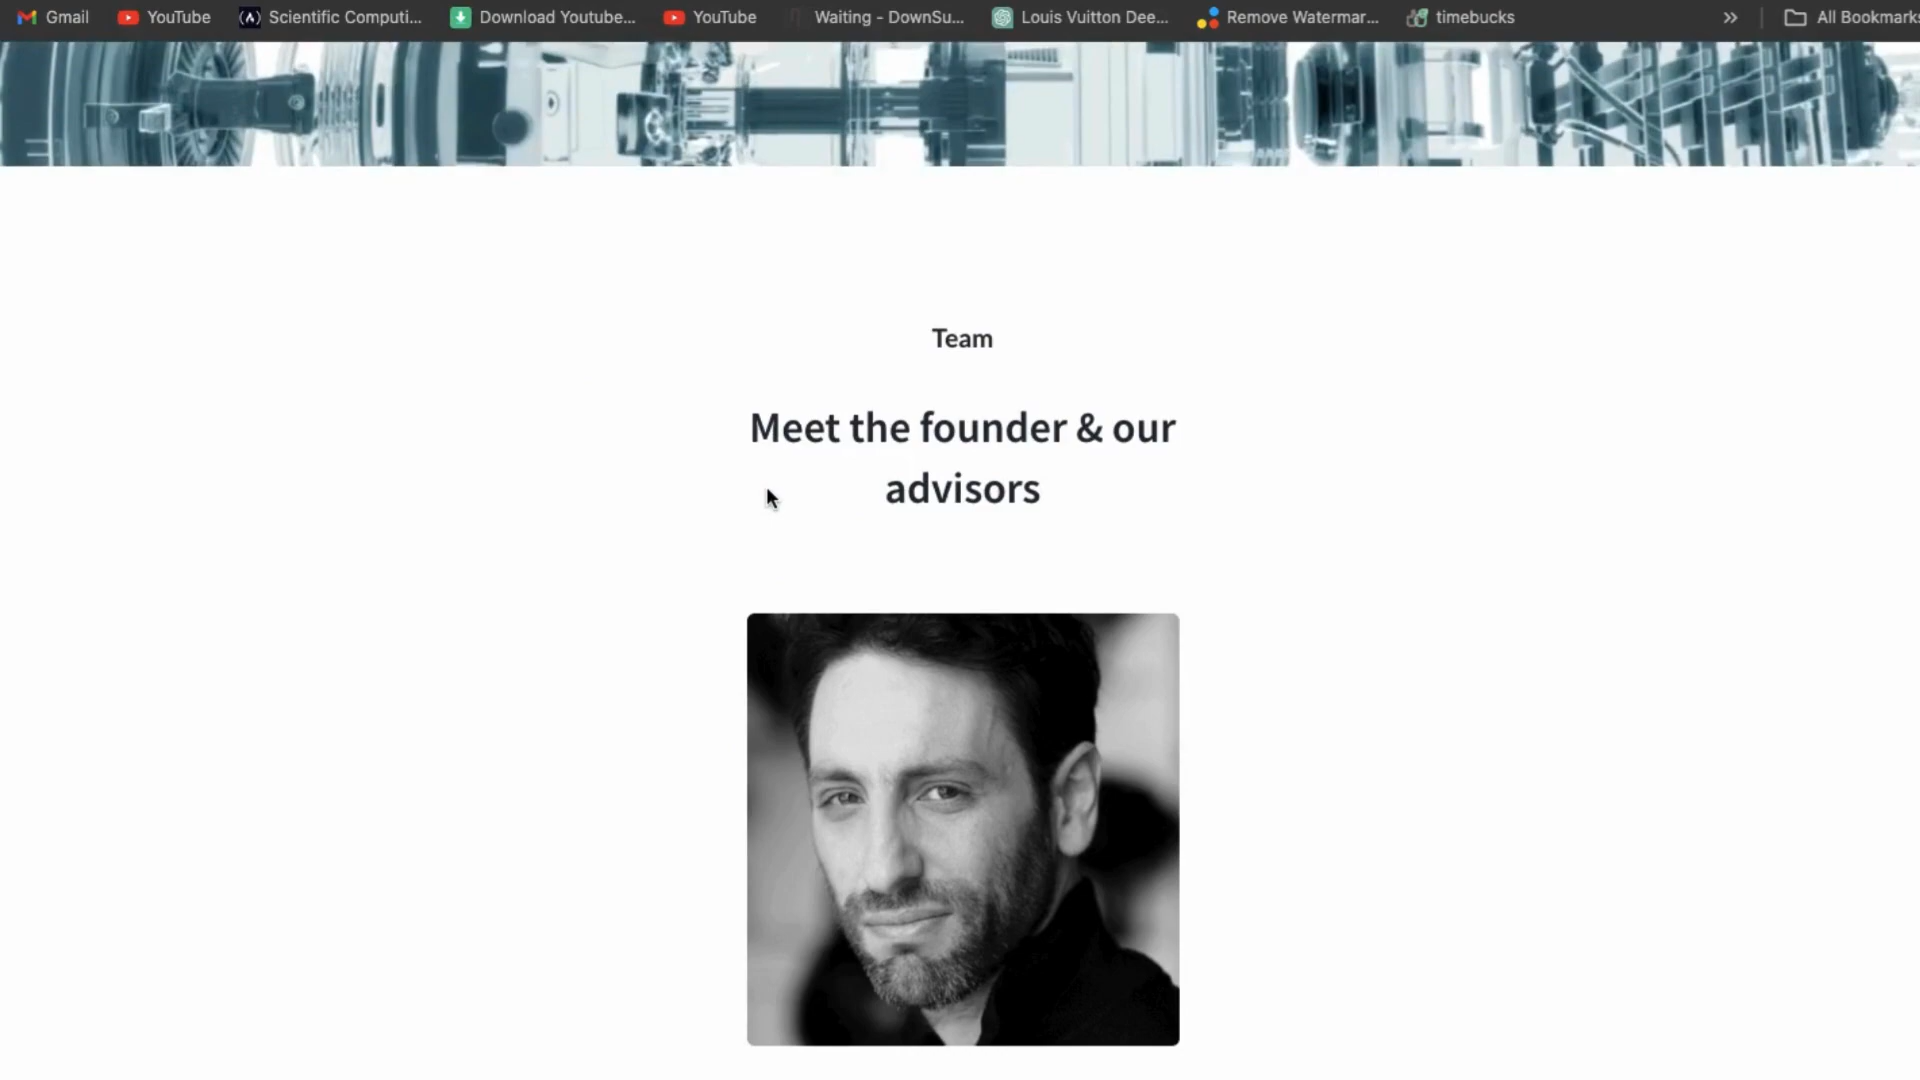 Gmail YouTube Scientific Computi... Download Youtube... YouTube Waiting - DownSu... Louis Vuitton Dee... Remove Watermar... timebucks » All Bookmarks
Team
Meet the founder & our
advisors